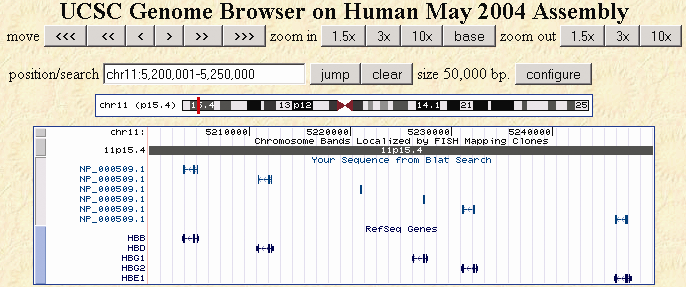 UCSC Genome Browser on Human May 2004 Assembly
move <<< << < > >> >>> zoom in 1.5x 3x 10x base zoom out 1.5x 3x 10x
position/search chr11:5,200,001-5,250,000 jump clear size 50,000 bp. configure
chr11 (p15.4) 15.4 13 p12 14.1 21 25
chr11: 5210000 5220000 5230000 5240000
Chromosome Bands Localized by FISH Mapping Clones
11p15.4 11p15.4
Your Sequence from Blat Search
NP_000509.1
NP_000509.1
NP_000509.1
NP_000509.1
NP_000509.1
NP_000509.1
RefSeq Genes
HBB
HBD
HBG1
HBG2
HBE1